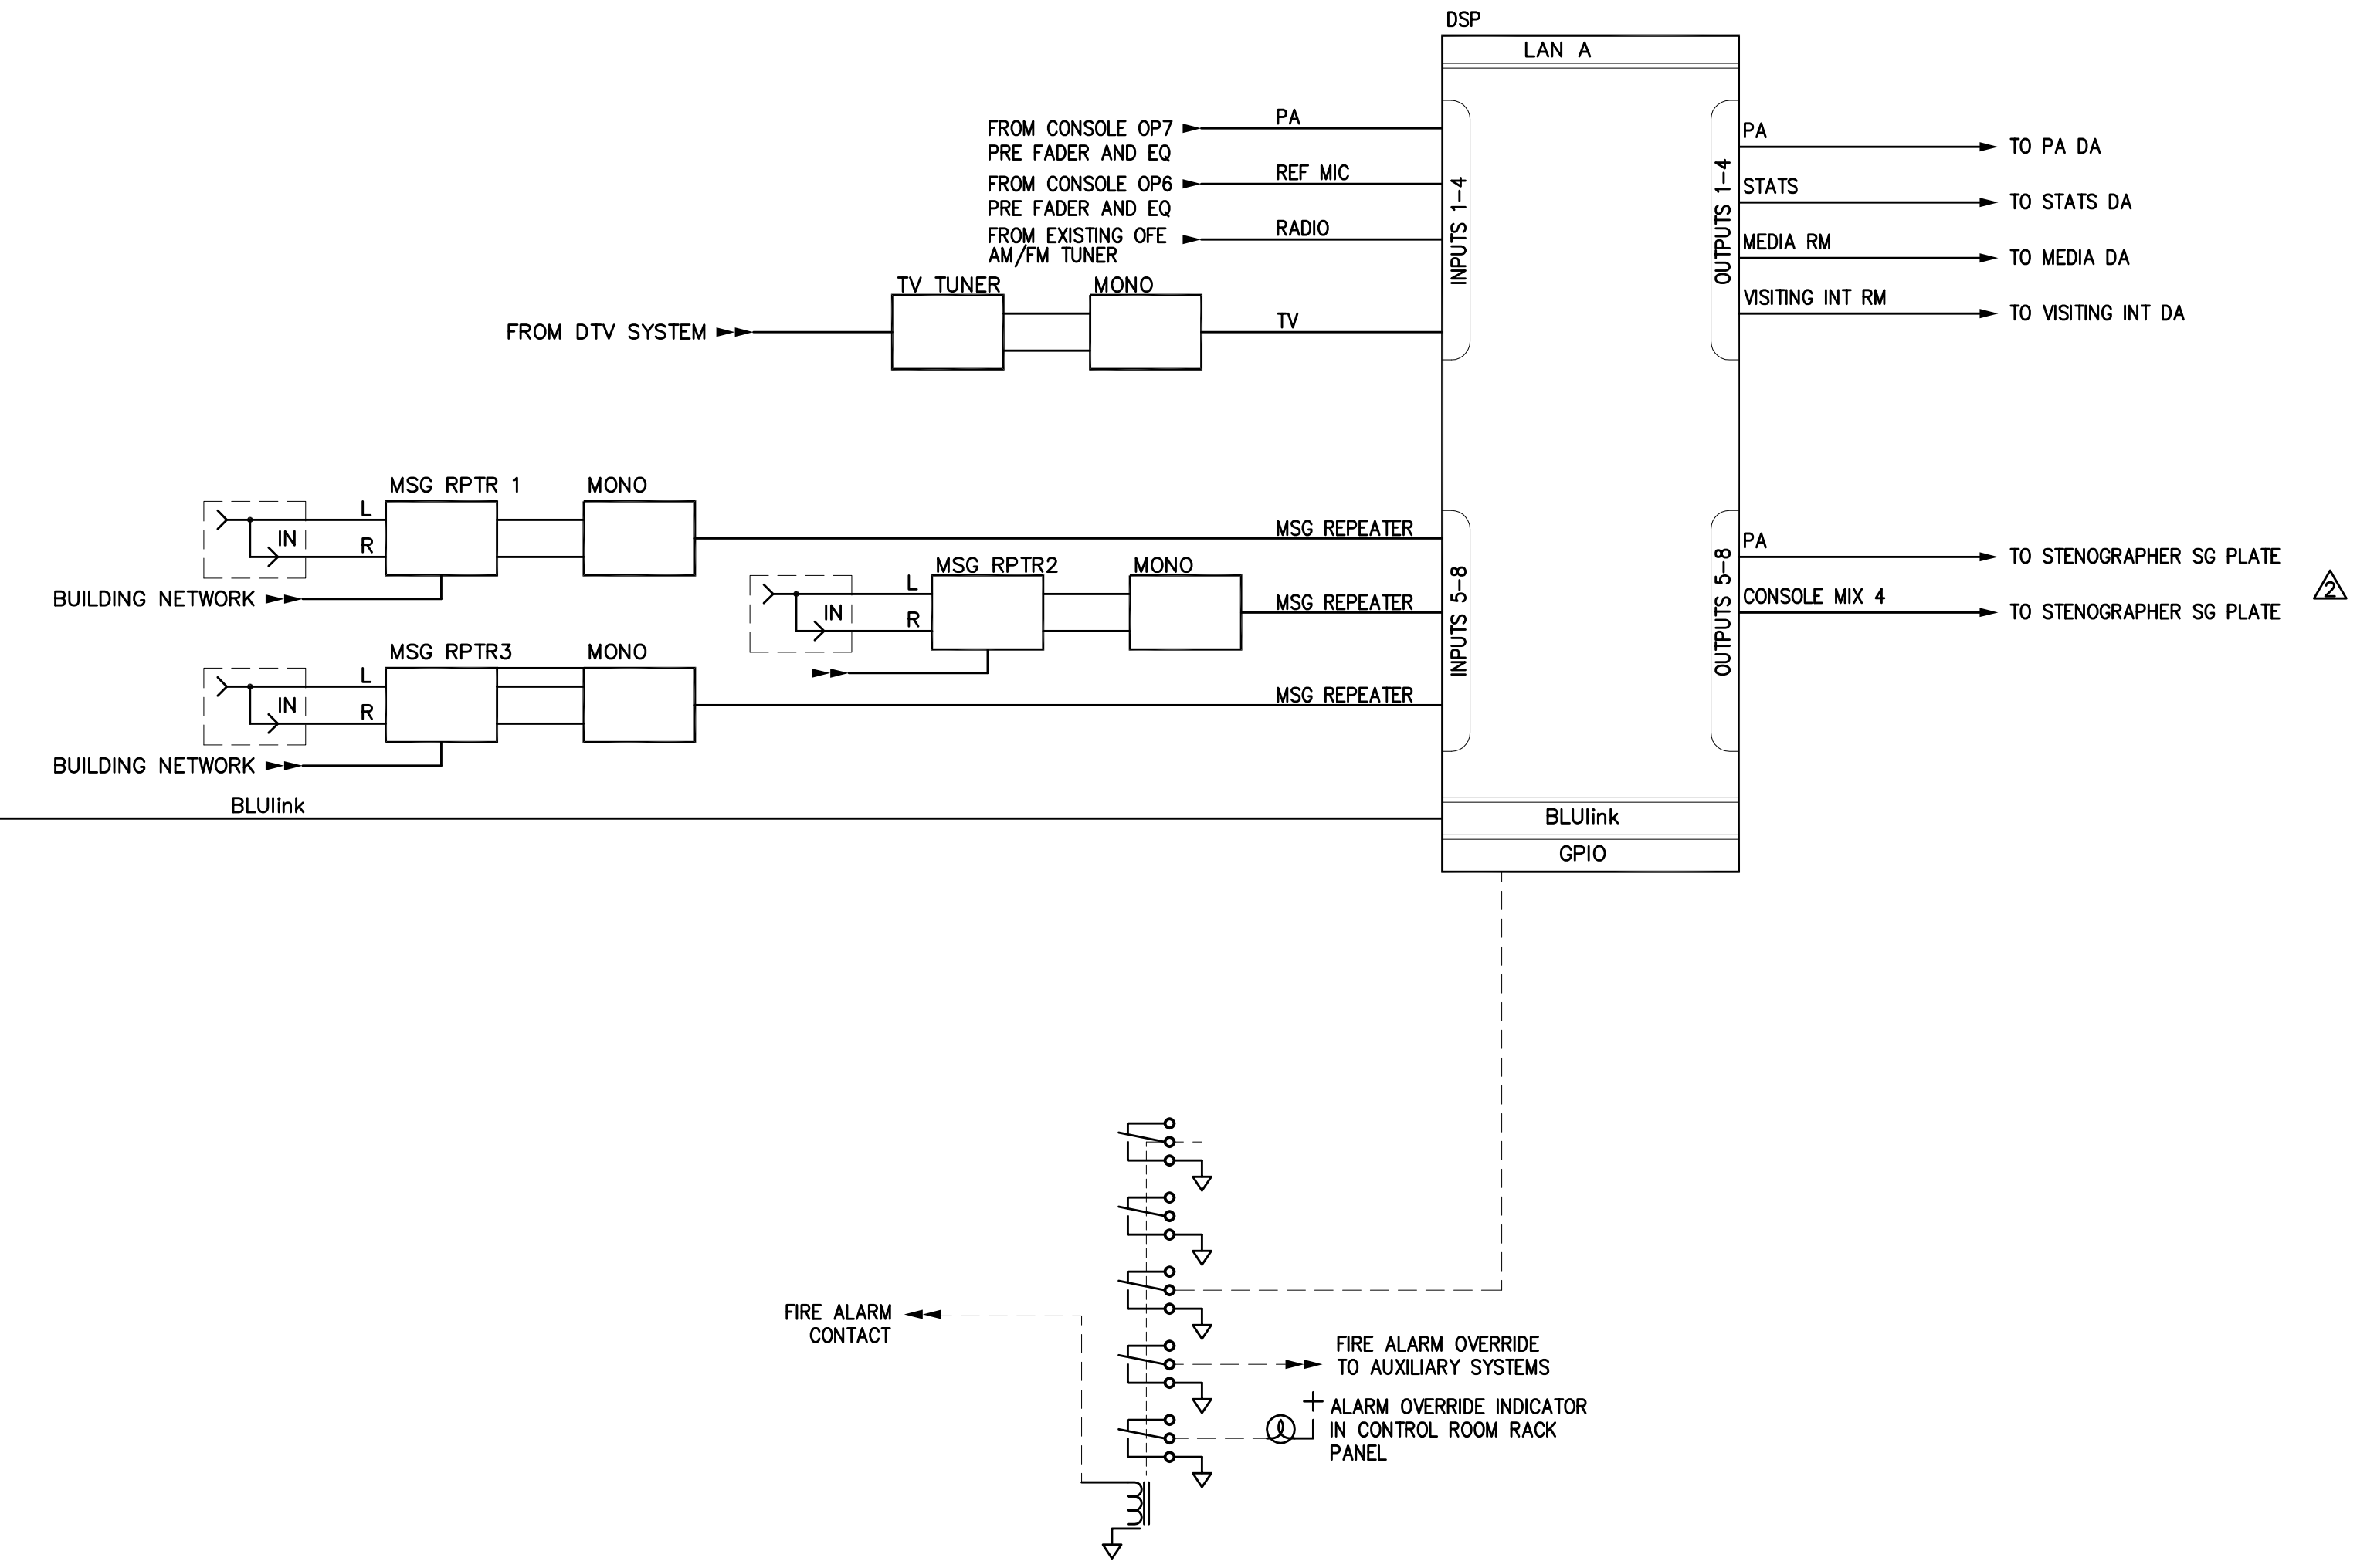 DSP
LAN A
FROM CONSOLE OP7
PRE FADER AND EQ
PA
FROM CONSOLE OP6
PRE FADER AND EQ
REF MIC
FROM EXISTING OFE
AM/FM TUNER
RADIO
TV TUNER
MONO
FROM DTV SYSTEM
TV
INPUTS 1-4
OUTPUTS 1-4
PA
TO PA DA
STATS
TO STATS DA
MEDIA RM
TO MEDIA DA
VISITING INT RM
TO VISITING INT DA
MSG RPTR 1
MONO
L
IN
R
BUILDING NETWORK
MSG REPEATER
MSG RPTR2
MONO
L
IN
R
MSG REPEATER
MSG RPTR3
MONO
L
IN
R
BUILDING NETWORK
MSG REPEATER
INPUTS 5-8
OUTPUTS 5-8
PA
TO STENOGRAPHER SG PLATE
CONSOLE MIX 4
TO STENOGRAPHER SG PLATE
2
BLUlink
BLUlink
GPIO
FIRE ALARM
CONTACT
FIRE ALARM OVERRIDE
TO AUXILIARY SYSTEMS
+
ALARM OVERRIDE INDICATOR
IN CONTROL ROOM RACK
PANEL